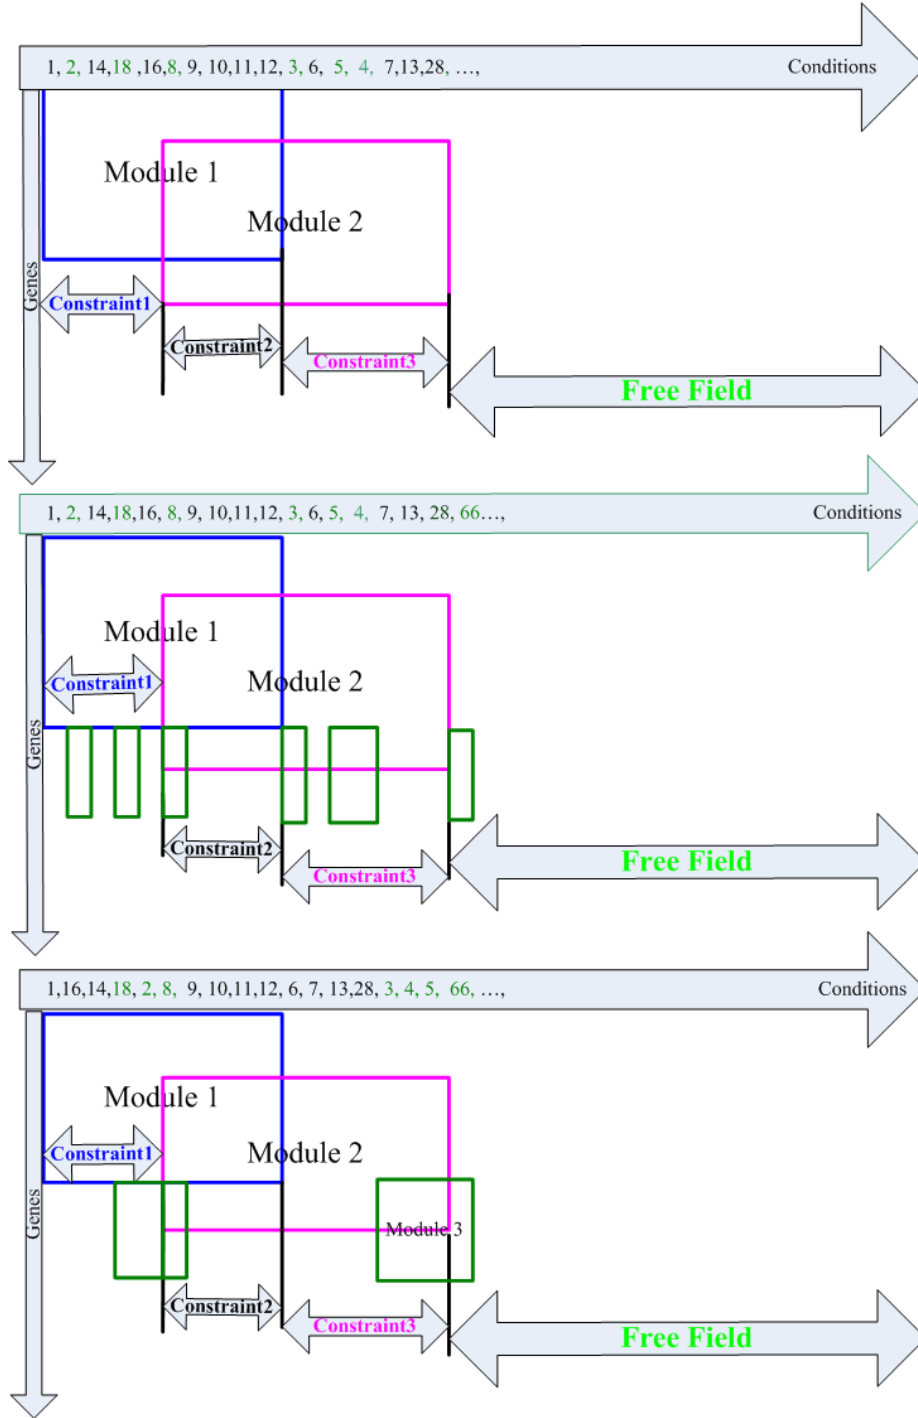 1, 2, 14,18 ,16,8, 9, 10,11,12, 3, 6, 5, 4, 7,13,28, …, Conditions
Module 1
Module 2
Genes
Constraint1
Constraint2
Constraint3
Free Field
1, 2, 14,18,16, 8, 9, 10,11,12, 3, 6, 5, 4, 7, 13, 28, 66…, Conditions
Module 1
Constraint1
Module 2
Genes
Constraint2
Constraint3
Free Field
1,16,14,18, 2, 8, 9, 10,11,12, 6, 7, 13,28, 3, 4, 5, 66, …, Conditions
Module 1
Constraint1
Module 2
Genes
Module 3
Constraint2
Constraint3
Free Field